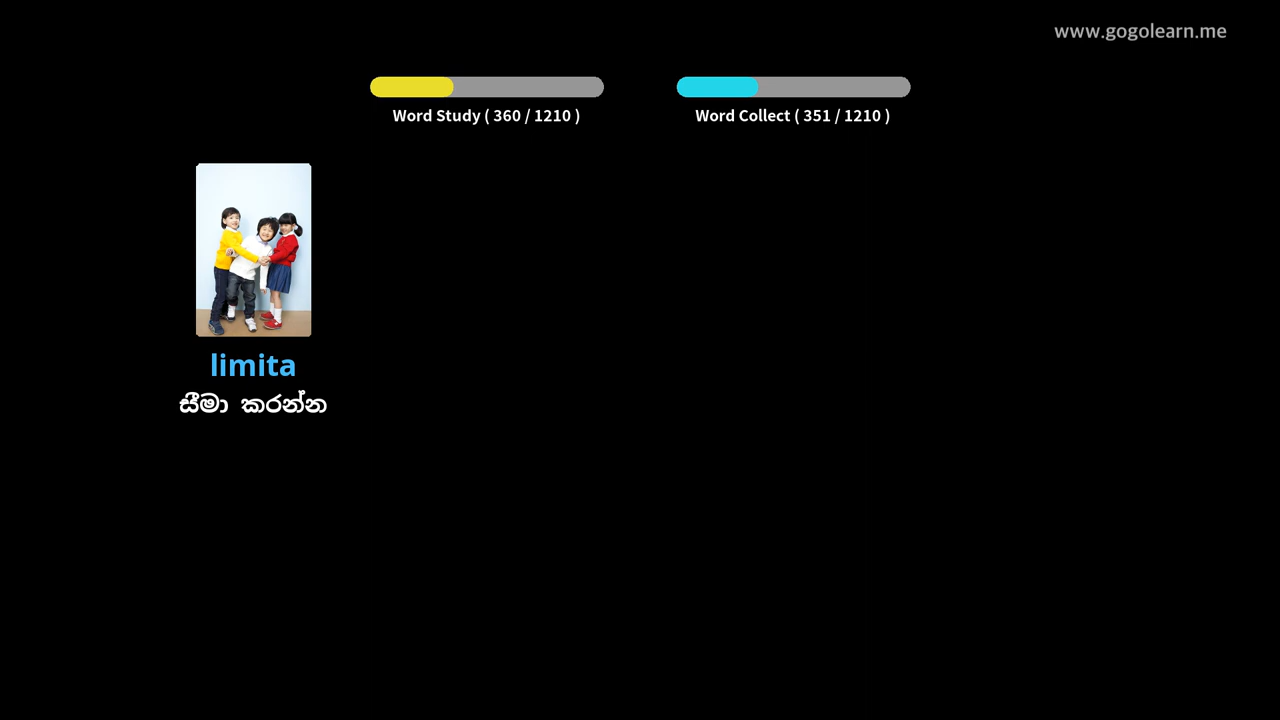 www.gogolearn.me
Word Study ( 360 / 1210 )
Word Collect ( 351 / 1210 )
limita
සීමා කරන්න